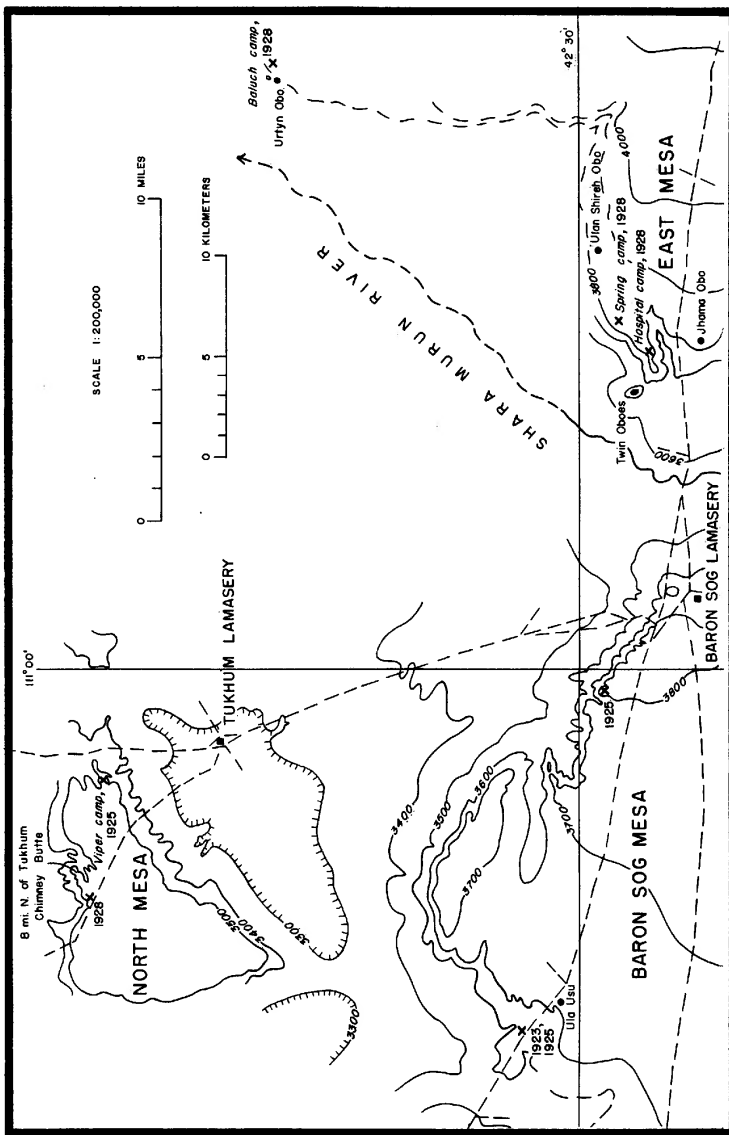 8 mi. N. of Tukhum
Chimney Butte
1928
Viper camp,
1925
NORTH MESA
3500
3400
3300
3300
TUKHUM LAMASERY
111°00'
SCALE 1:200,000
0 5 10 MILES
0 5 10 KILOMETERS
Baluch camp,
1928
Urtyn Obo
SHARA MURUN RIVER
42° 30'
3400
3500
3600
3700
3700
Ula Usu
1923,
1925
BARON SOG MESA
1925
3800
BARON SOG LAMASERY
3600
Twin Oboes
3800
Ulan Shireh Obo
Spring camp, 1928
Hospital camp, 1928
Jhama Obo
4000
EAST MESA